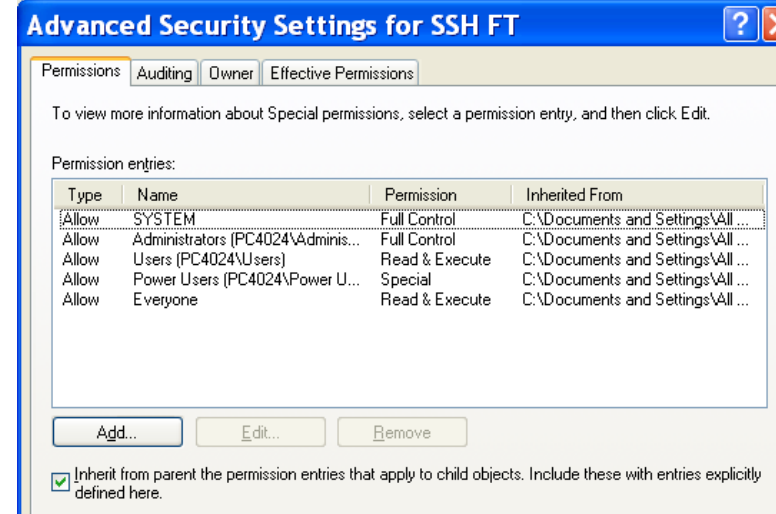 Advanced Security Settings for SSH FT
Permissions Auditing Owner Effective Permissions
To view more information about Special permissions, select a permission entry, and then click Edit.
Permission entries:
Type Name Permission Inherited From
Allow SYSTEM Full Control C:\Documents and Settings\All ...
Allow Administrators (PC4024\Adminis... Full Control C:\Documents and Settings\All ...
Allow Users (PC4024\Users) Read & Execute C:\Documents and Settings\All ...
Allow Power Users (PC4024\Power U... Special C:\Documents and Settings\All ...
Allow Everyone Read & Execute C:\Documents and Settings\All ...
Add... Edit... Remove
Inherit from parent the permission entries that apply to child objects. Include these with entries explicitly
defined here.